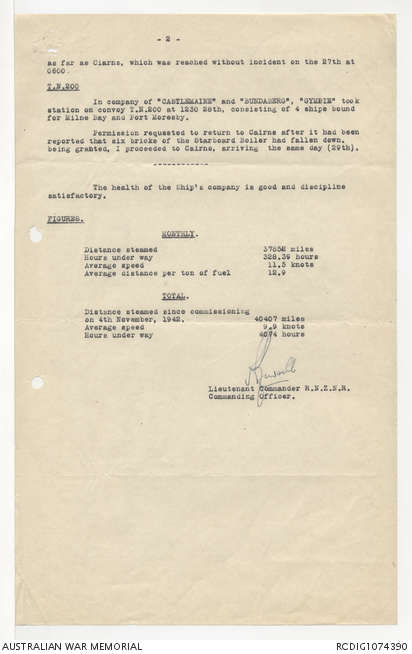 - 2 -
as far as Ciarns, which was reached without incident on the 27th at
0600.
T.N.200
In company of "CASTLEMAINE" and "BUNDABERG", "GYMPIE" took
station on convoy T.N.200 at 1230 28th, consisting of 4 ships bound
for Milne Bay and Port Moresby.
Permission requested to return to Cairns after it had been
reported that six bricks of the Starboard Boiler had fallen down,
being granted, I proceeded to Cairns, arriving the same day (29th).
------------
The health of the Ship's company is good and discipline
satisfactory.
FIGURES.
MONTHLY.
Distance steamed 3785¾ miles
Hours under way 328.39 hours
Average speed 11.5 knots
Average distance per ton of fuel 12.9
TOTAL.
Distance steamed since commissioning
on 4th November, 1942. 40407 miles
Average speed 9.9 knots
Hours under way 4074 hours
Lieutenant Commander R.N.Z.N.R.
Commanding Officer.
AUSTRALIAN WAR MEMORIAL
RCDIG1074390